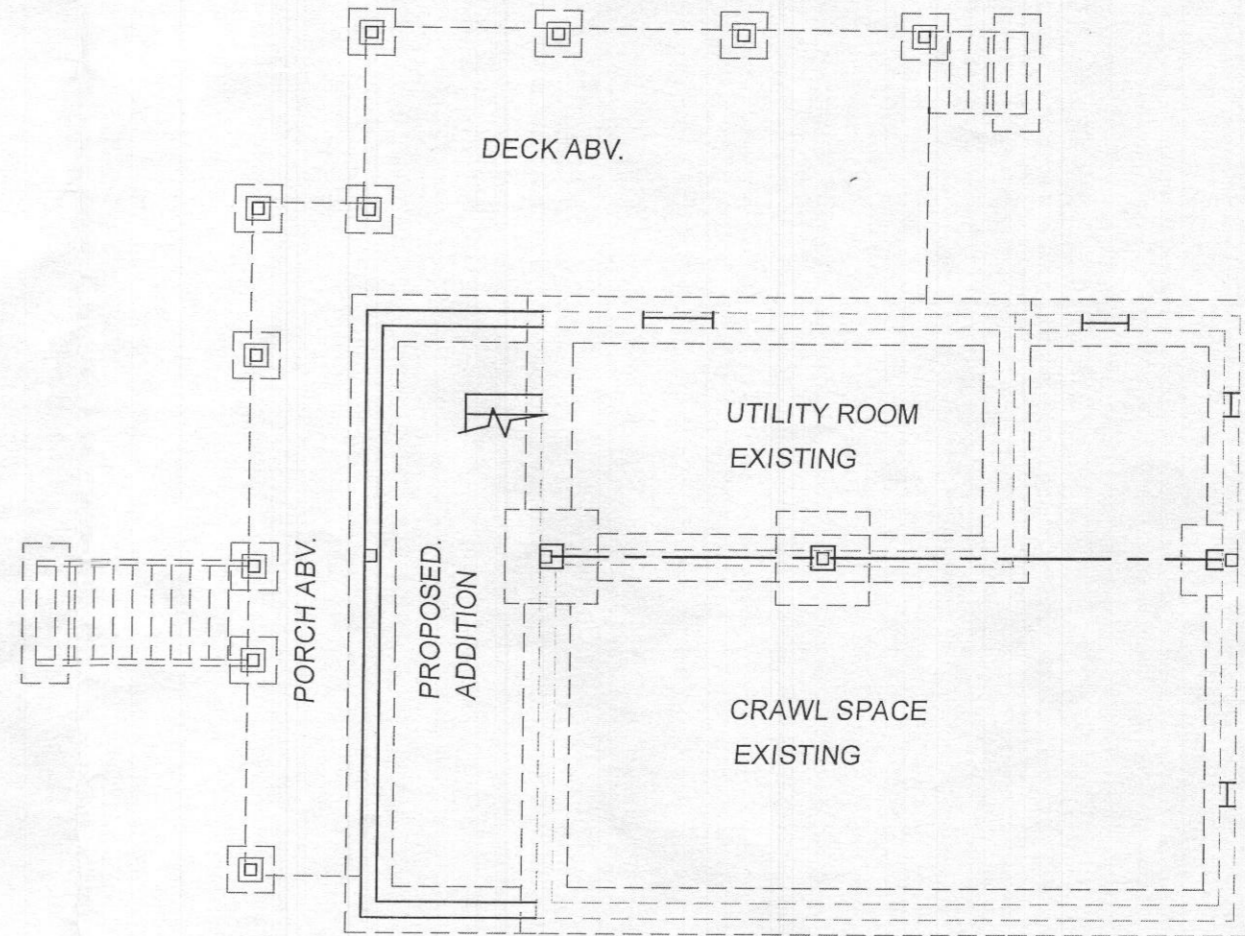 DECK ABV.
UTILITY ROOM
EXISTING
PORCH ABV.
PROPOSED.
ADDITION
CRAWL SPACE
EXISTING